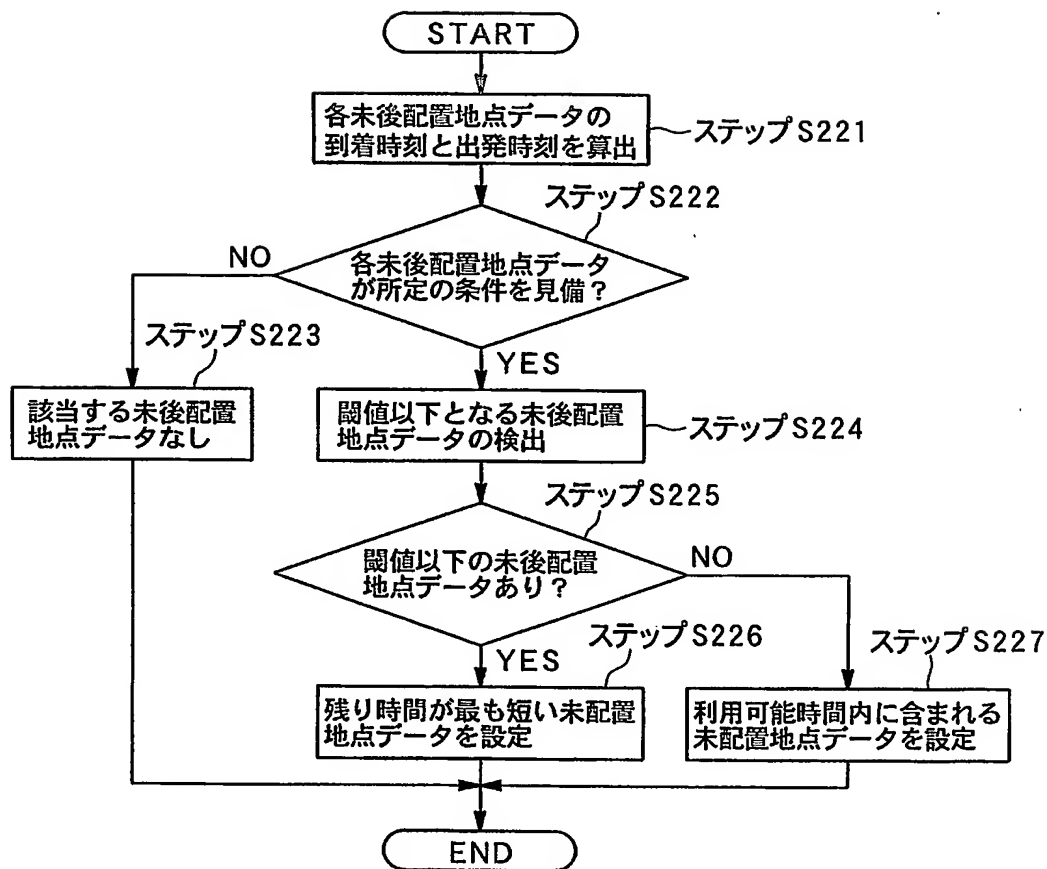 START
各未後配置地点データの
到着時刻と出発時刻を算出
ステップS221
ステップS222
各未後配置地点データ
が所定の条件を見備？
NO
YES
ステップS223
該当する未後配置
地点データなし
閾値以下となる未後配置
地点データの検出
ステップS224
ステップS225
閾値以下の未後配置
地点データあり？
NO
YES
ステップS226
残り時間が最も短い未配置
地点データを設定
ステップS227
利用可能時間内に含まれる
未配置地点データを設定
END